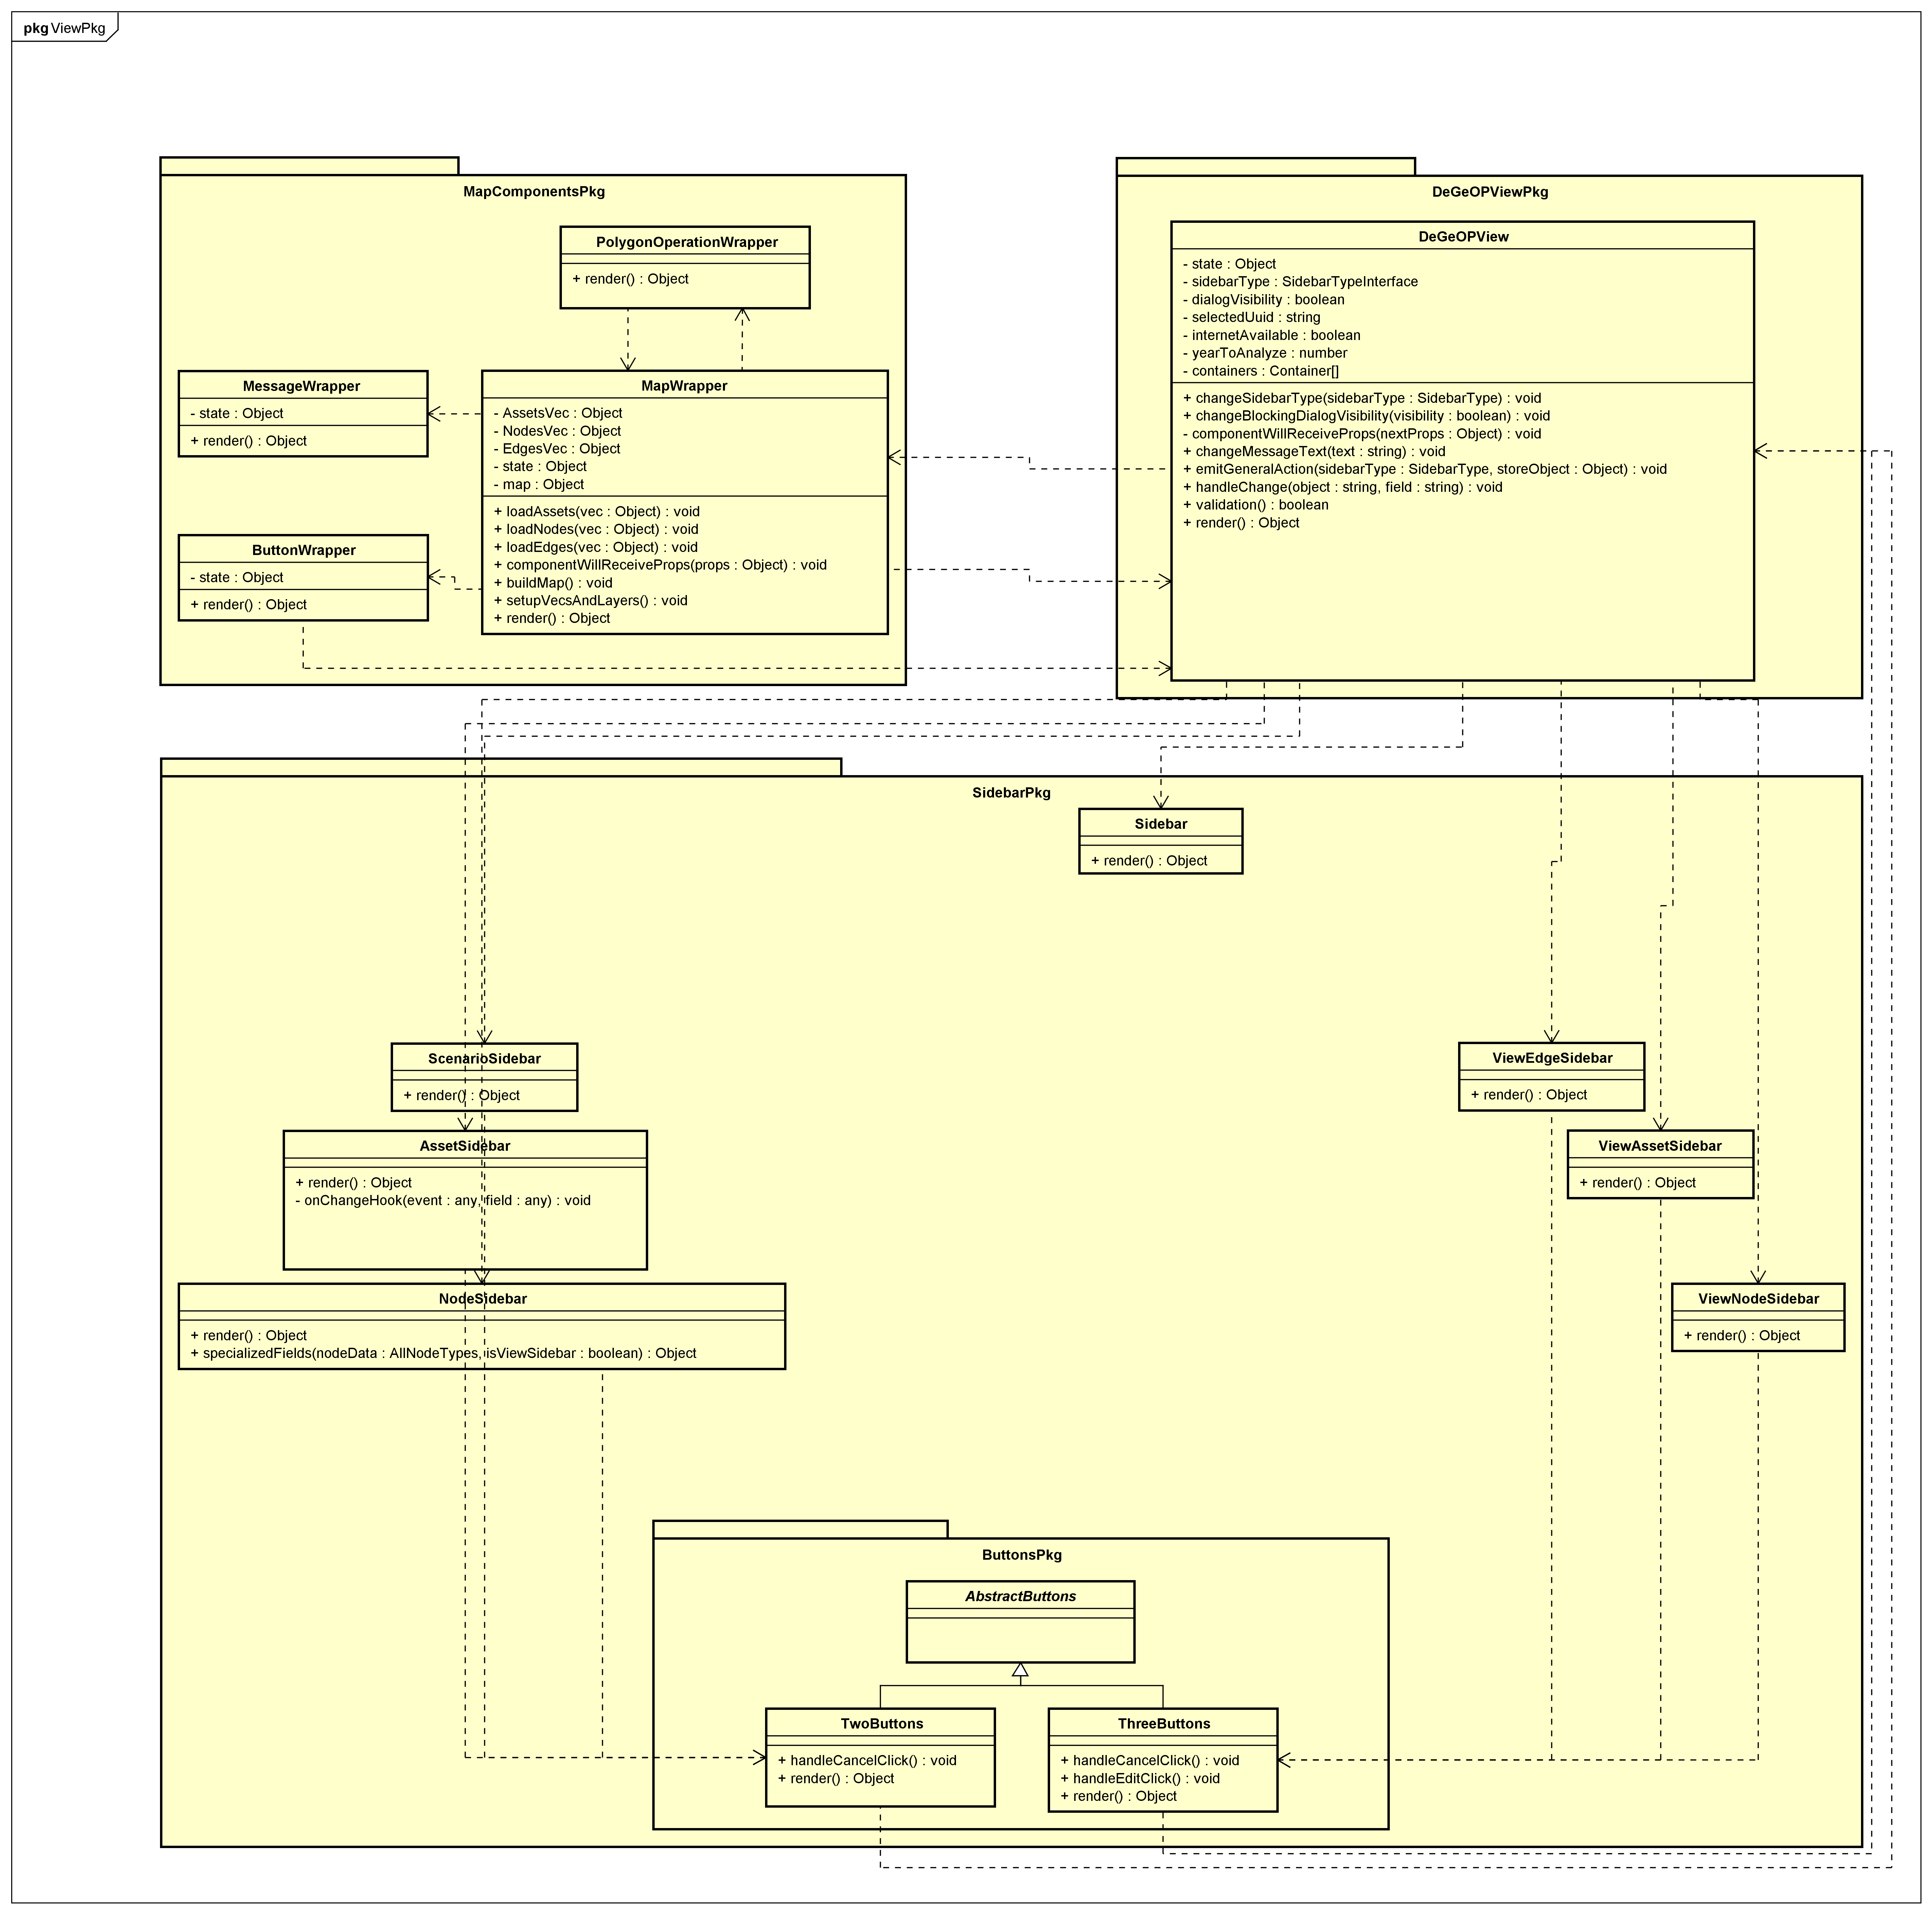 pkg ViewPkg
MapComponentsPkg
PolygonOperationWrapper
+ render() : Object
MessageWrapper
- state : Object
+ render() : Object
MapWrapper
- AssetsVec : Object
- NodesVec : Object
- EdgesVec : Object
- state : Object
- map : Object
+ loadAssets(vec : Object) : void
+ loadNodes(vec : Object) : void
+ loadEdges(vec : Object) : void
+ componentWillReceiveProps(props : Object) : void
+ buildMap() : void
+ setupVecsAndLayers() : void
+ render() : Object
ButtonWrapper
- state : Object
+ render() : Object
DeGeOPViewPkg
DeGeOPView
- state : Object
- sidebarType : SidebarTypeInterface
- dialogVisibility : boolean
- selectedUuid : string
- internetAvailable : boolean
- yearToAnalyze : number
- containers : Container[]
+ changeSidebarType(sidebarType : SidebarType) : void
+ changeBlockingDialogVisibility(visibility : boolean) : void
- componentWillReceiveProps(nextProps : Object) : void
+ changeMessageText(text : string) : void
+ emitGeneralAction(sidebarType : SidebarType, storeObject : Object) : void
+ handleChange(object : string, field : string) : void
+ validation() : boolean
+ render() : Object
SidebarPkg
Sidebar
+ render() : Object
ScenarioSidebar
+ render() : Object
ViewEdgeSidebar
+ render() : Object
AssetSidebar
+ render() : Object
- onChangeHook(event : any, field : any) : void
ViewAssetSidebar
+ render() : Object
NodeSidebar
+ render() : Object
+ specializedFields(nodeData : AllNodeTypes, isViewSidebar : boolean) : Object
ViewNodeSidebar
+ render() : Object
ButtonsPkg
AbstractButtons
TwoButtons
+ handleCancelClick() : void
+ render() : Object
ThreeButtons
+ handleCancelClick() : void
+ handleEditClick() : void
+ render() : Object